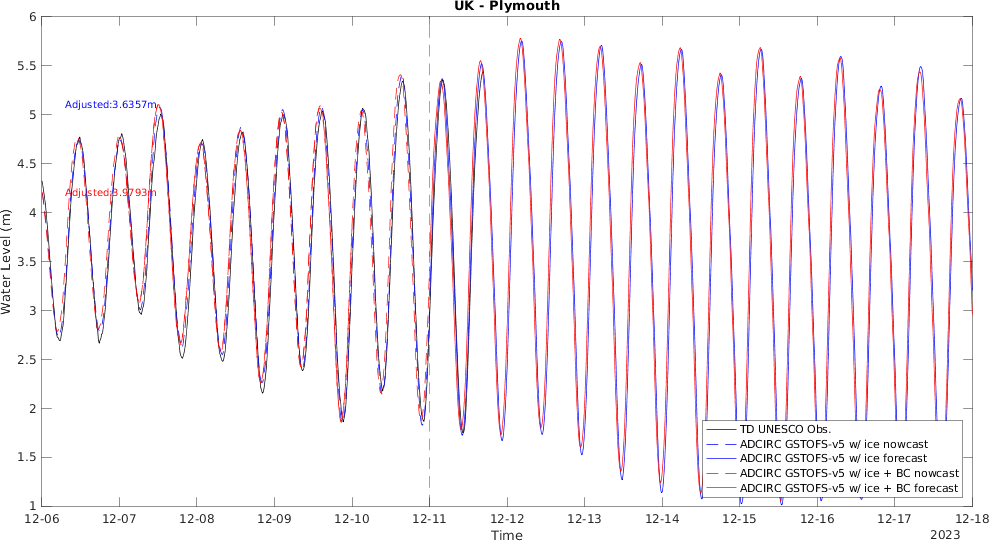 UK - Plymouth
6
5.5
5
4.5
4
3.5
3
2.5
2
1.5
1
Water Level (m)
Adjusted:3.6357m
Adjusted:3.9793m
TD UNESCO Obs.
ADCIRC GSTOFS-v5 w/ ice nowcast
ADCIRC GSTOFS-v5 w/ ice forecast
ADCIRC GSTOFS-v5 w/ ice + BC nowcast
ADCIRC GSTOFS-v5 w/ ice + BC forecast
12-06 12-07 12-08 12-09 12-10 12-11 12-12 12-13 12-14 12-15 12-16 12-17 12-18
Time
2023